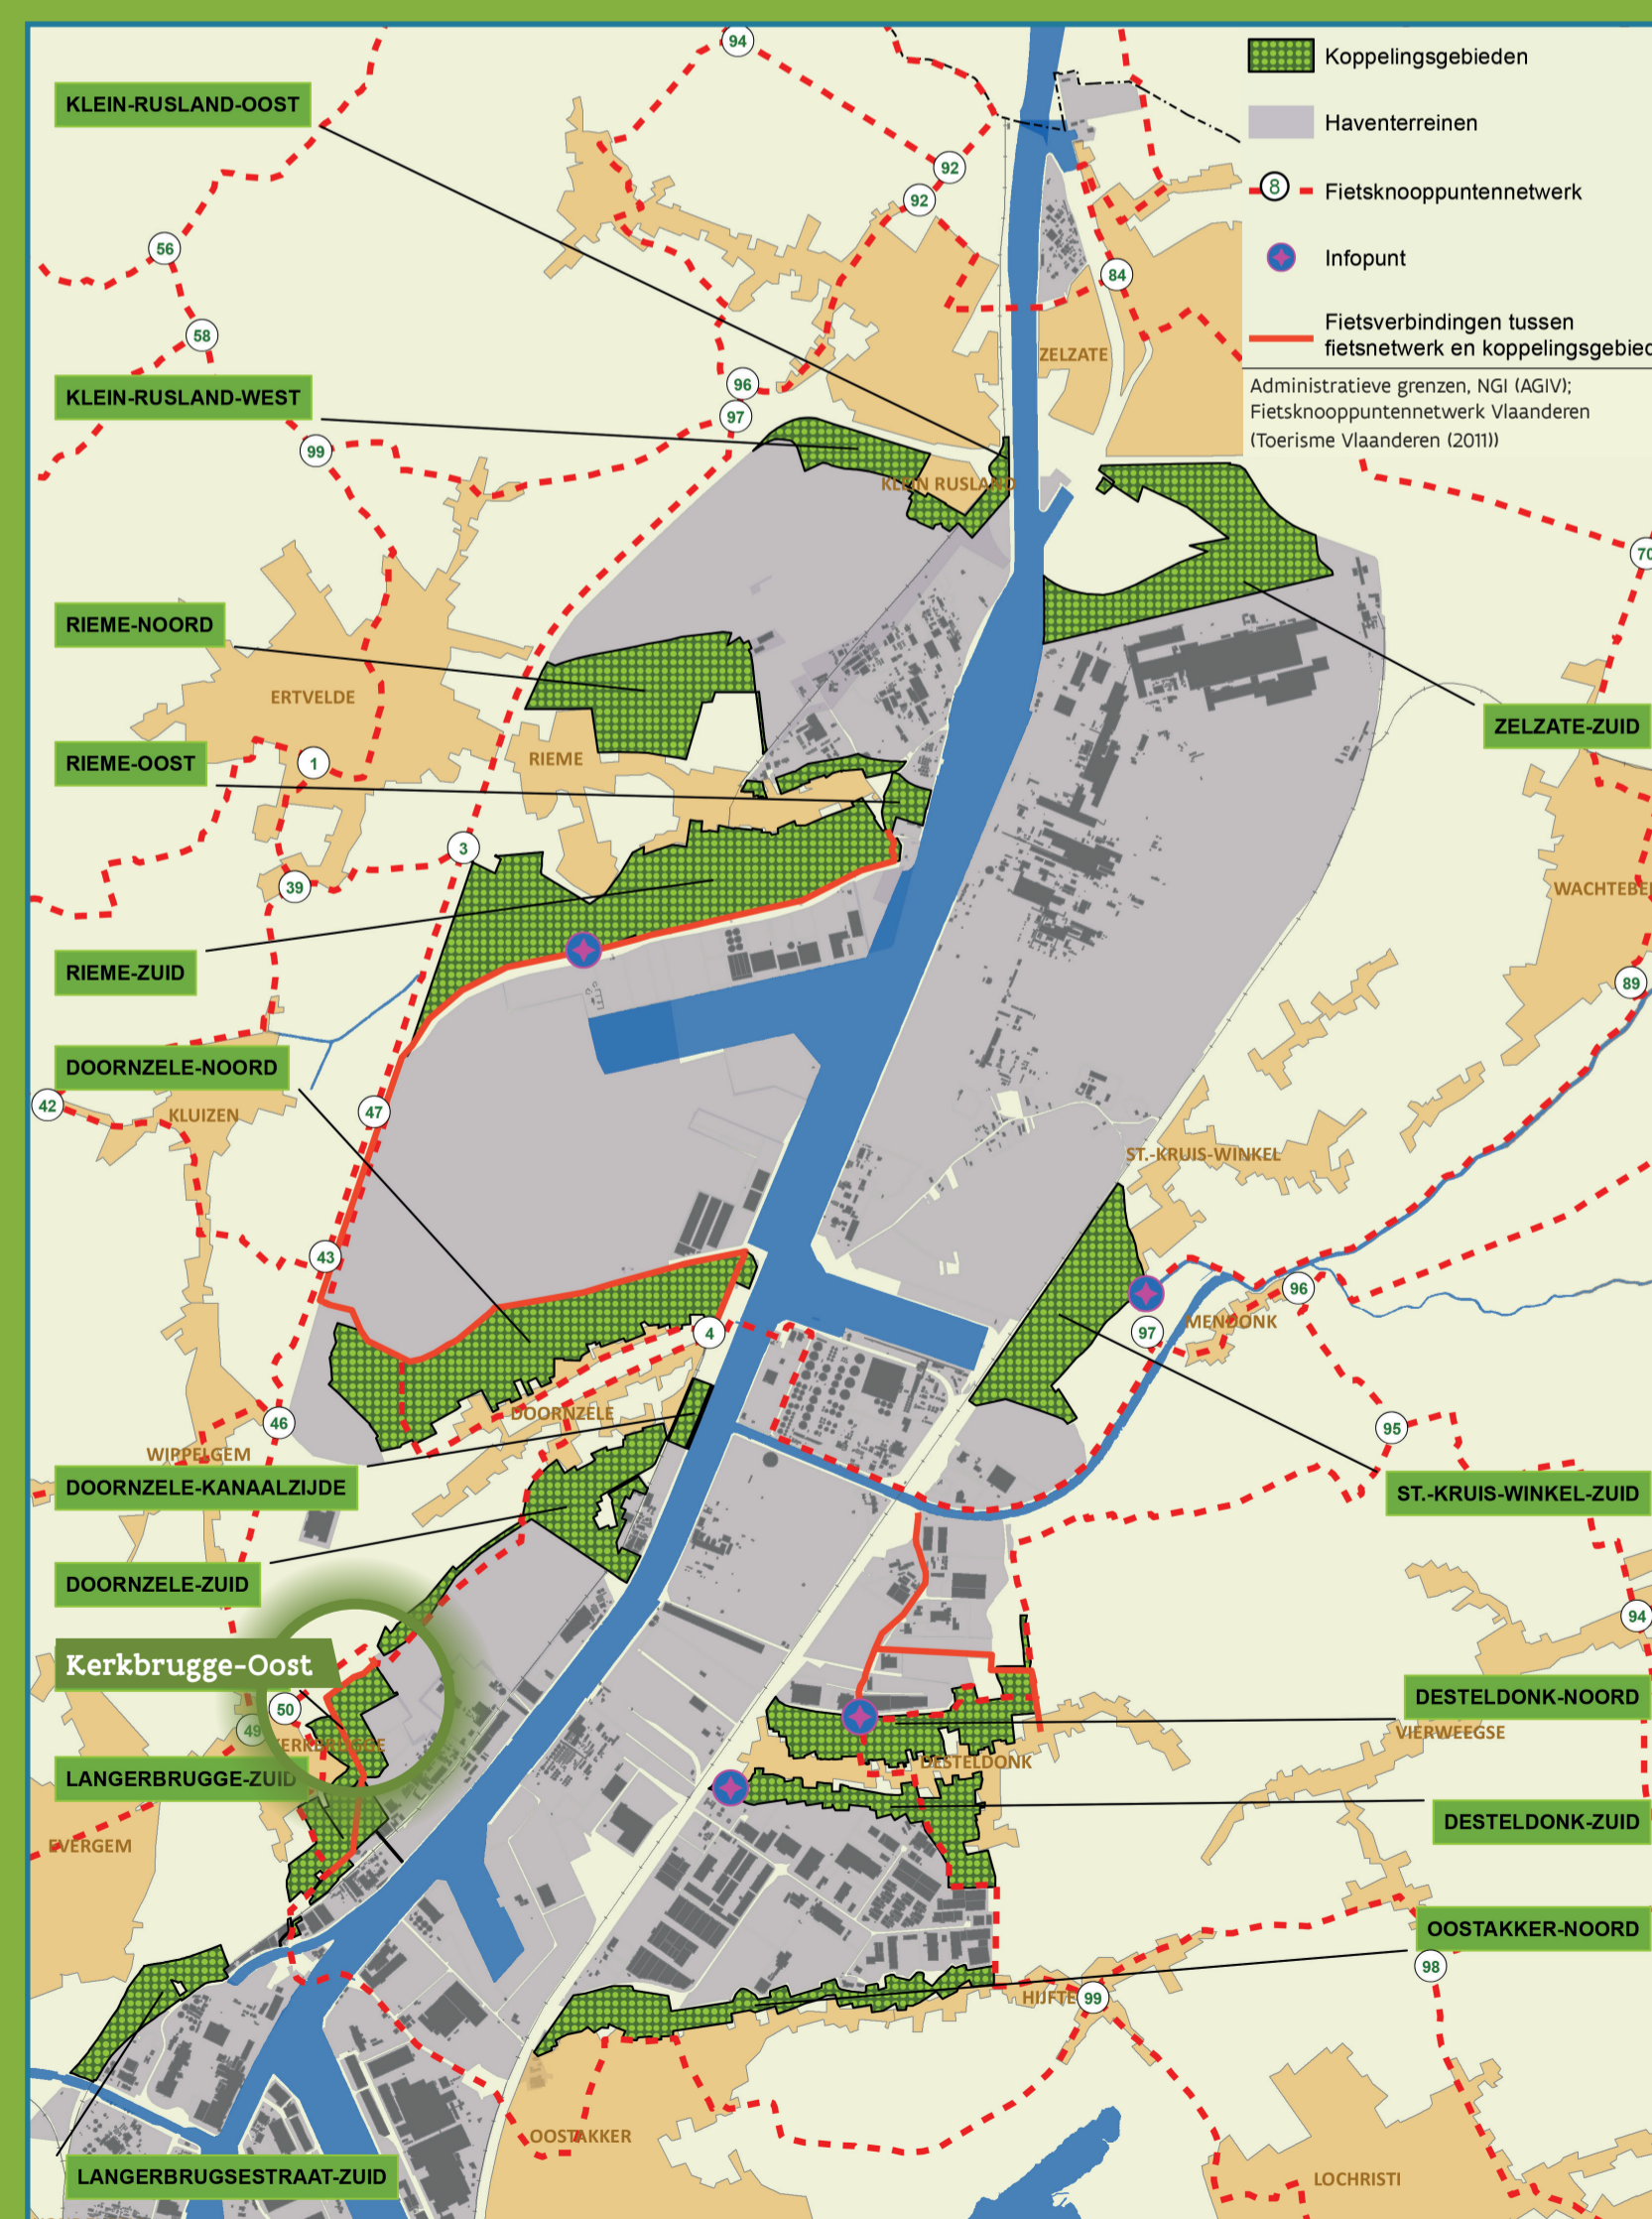 94
KLEIN-RUSLAND-OOST
Koppelingsgebieden
Haventerreinen
92
8
Fietsknooppuntennetwerk
92
56
Infopunt
84
58
Fietsverbindingen tussen
fietsnetwerk en koppelingsgebied
ZELZATE
Administratieve grenzen, NGI (AGIV);
Fietsknooppuntennetwerk Vlaanderen
(Toerisme Vlaanderen (2011))
96
KLEIN-RUSLAND-WEST
97
99
KLEIN RUSLAND
70
RIEME-NOORD
ERTVELDE
ZELZATE-ZUID
RIEME
RIEME-OOST
1
3
39
RIEME-ZUID
89
DOORNZELE-NOORD
42
KLUIZEN
47
ST.-KRUIS-WINKEL
43
96
MENDONK
97
4
DOORNZELE
46
95
WIPPELGEM
DOORNZELE-KANAALZIJDE
ST.-KRUIS-WINKEL-ZUID
DOORNZELE-ZUID
94
Kerkbrugge-Oost
50
49
DESTELDONK-NOORD
VIERWEEGSE
DESTELDONK
LANGERBRUGGE-ZUID
DESTELDONK-ZUID
EVERGEM
OOSTAKKER-NOORD
98
HIJFTE
99
OOSTAKKER
LANGERBRUGSESTRAAT-ZUID
LOCHRISTI